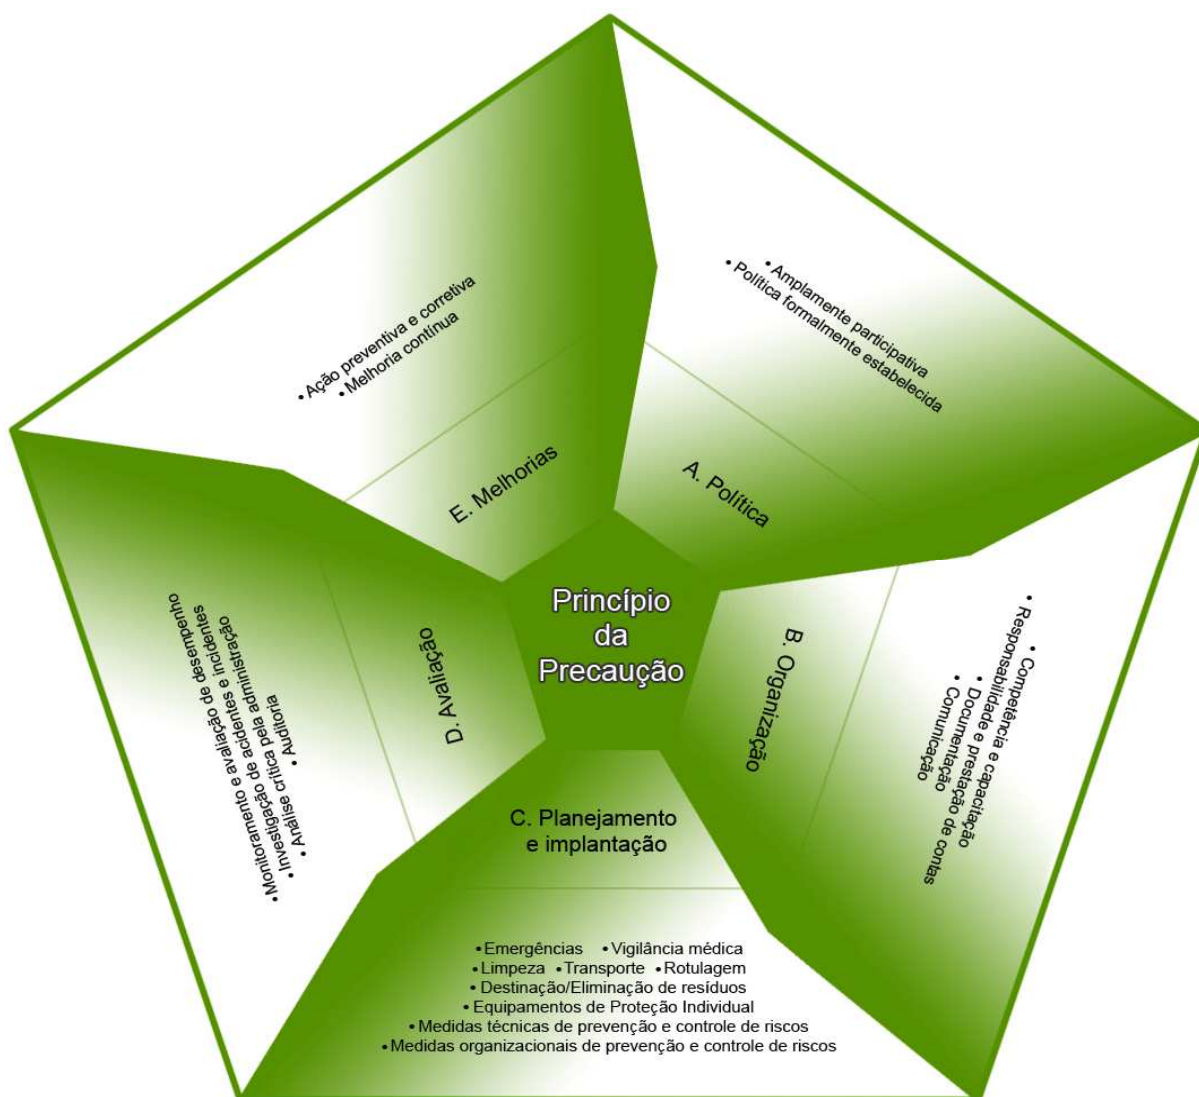 Princípio
da
Precaução
A. Política
• Amplamente participativa
• Política formalmente estabelecida
B. Organização
• Competência e capacitação
• Responsabilidade e prestação de contas
• Documentação
• Comunicação
C. Planejamento
e implantação
• Emergências • Vigilância médica
• Limpeza • Transporte • Rotulagem
• Destinação/Eliminação de resíduos
• Equipamentos de Proteção Individual
• Medidas técnicas de prevenção e controle de riscos
• Medidas organizacionais de prevenção e controle de riscos
D. Avaliação
• Monitoramento e avaliação de desempenho
• Investigação de acidentes e incidentes
• Análise crítica pela administração
• Auditoria
E. Melhorias
• Ação preventiva e corretiva
• Melhoria contínua